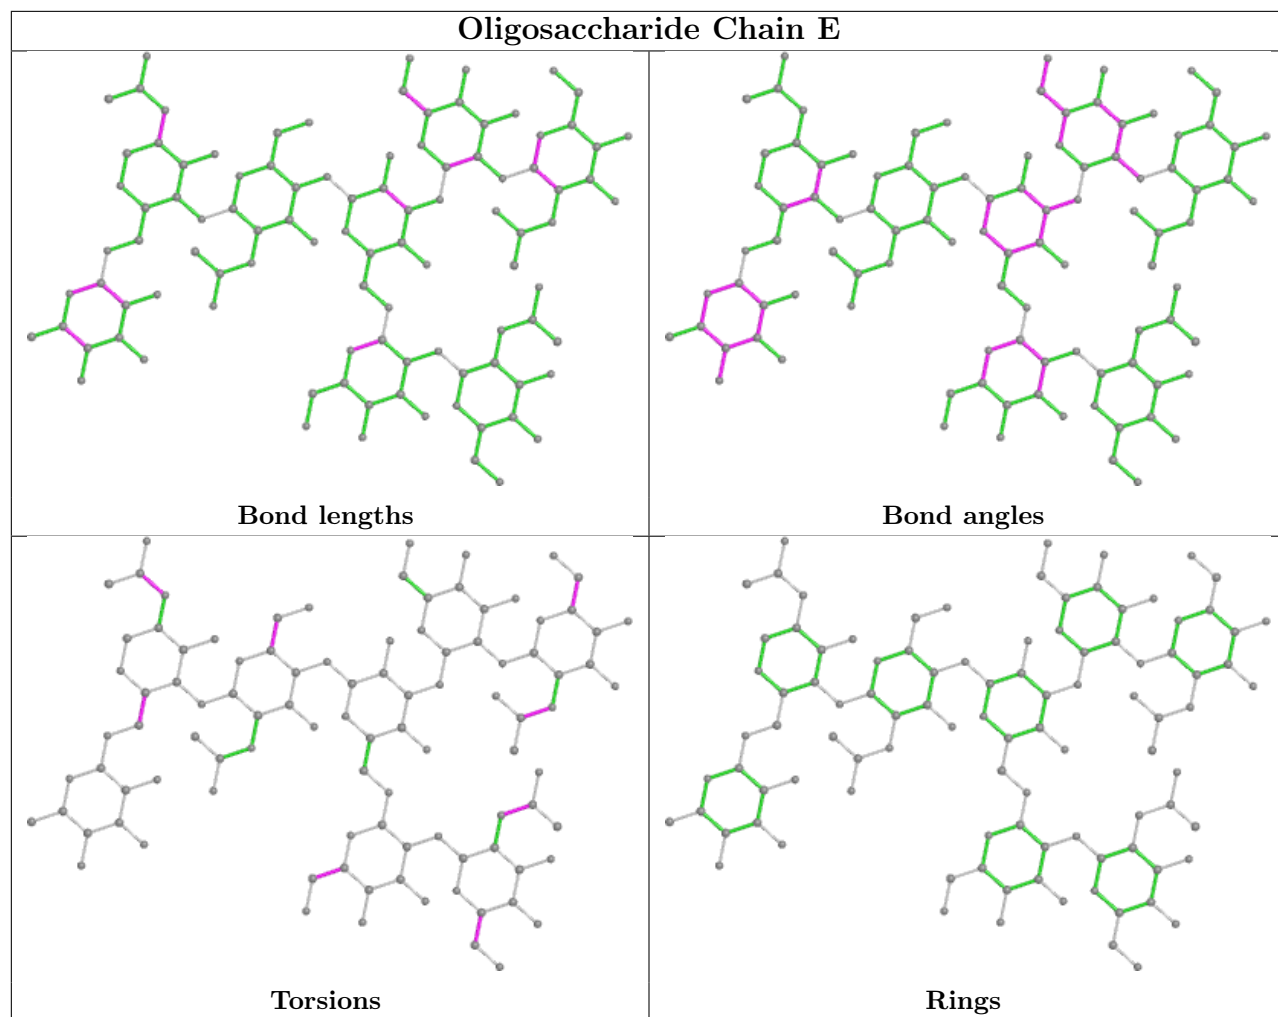 Oligosaccharide Chain E
Bond lengths
Bond angles
Torsions
Rings